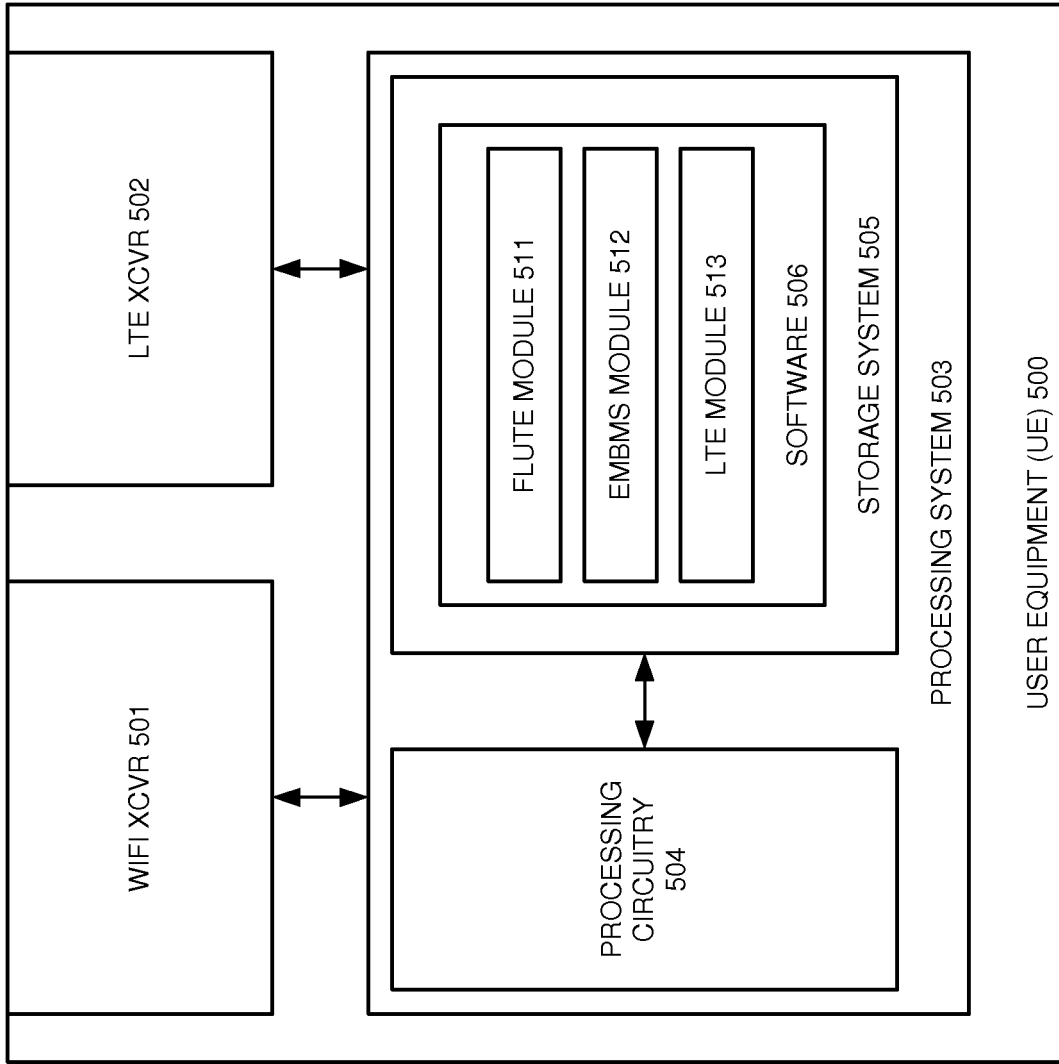 WIFI XCVR 501
LTE XCVR 502
PROCESSING
CIRCUITRY
504
FLUTE MODULE 511
EMBMS MODULE 512
LTE MODULE 513
SOFTWARE 506
STORAGE SYSTEM 505
PROCESSING SYSTEM 503
USER EQUIPMENT (UE) 500